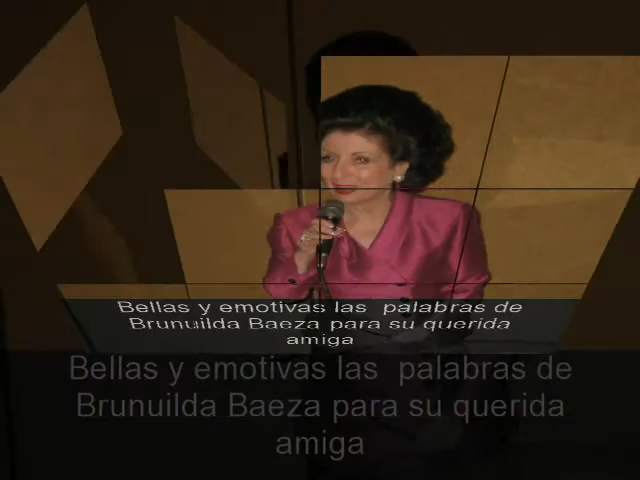 Bellas y emotivas las palabras de
Brunuilda Baeza para su querida
amiga
Bellas y emotivas las palabras de
Brunuilda Baeza para su querida
amiga